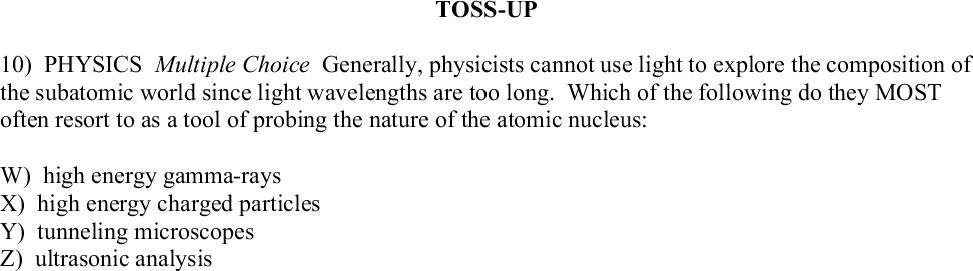 TOSS-UP
10) PHYSICS Multiple Choice Generally, physicists cannot use light to explore the composition of
the subatomic world since light wavelengths are too long. Which of the following do they MOST
often resort to as a tool of probing the nature of the atomic nucleus:
W) high energy gamma-rays
X) high energy charged particles
Y) tunneling microscopes
Z) ultrasonic analysis